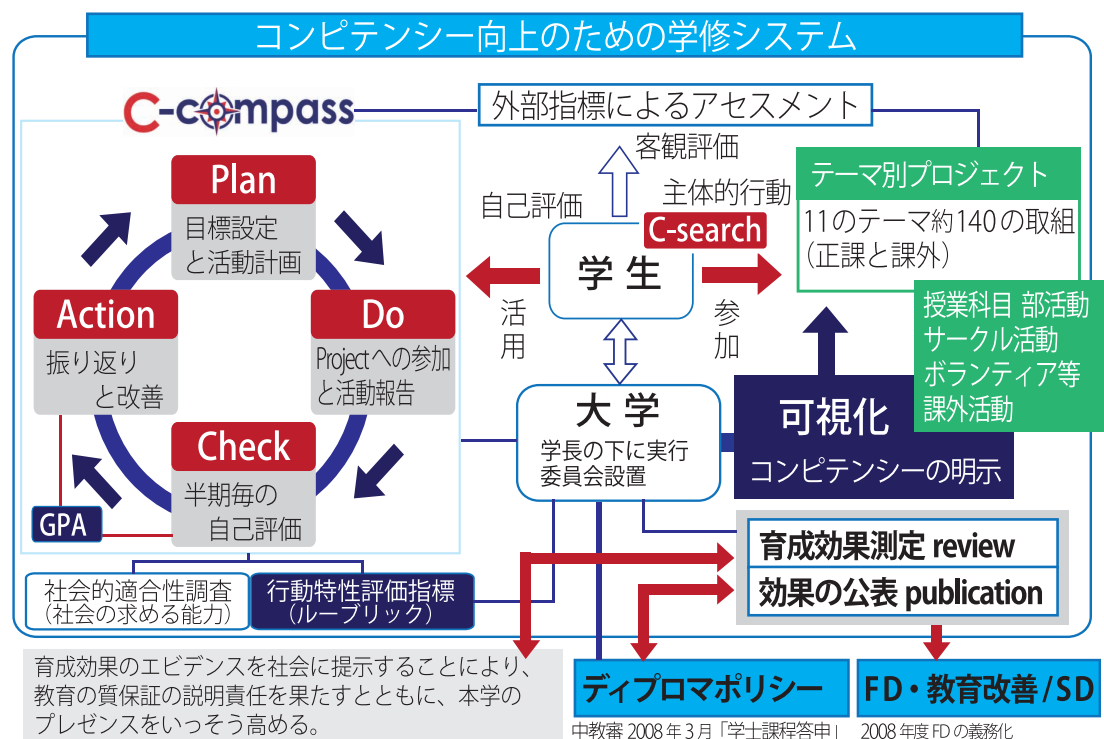 コンピテンシー向上のための学修システム
C-compass
外部指標によるアセスメント
客観評価
自己評価
主体的行動
C-search
学生
活用
参加
テーマ別プロジェクト
11のテーマ約140の取組
(正課と課外)
授業科目 部活動
サークル活動
ボランティア等
課外活動
Plan
目標設定
と活動計画
Do
Projectへの参加
と活動報告
Check
半期毎の
自己評価
Action
振り返り
と改善
GPA
大学
学長の下に実行
委員会設置
可視化
コンピテンシーの明示
社会的適合性調査
(社会の求める能力)
行動特性評価指標
(ルーブリック)
育成効果測定 review
効果の公表 publication
育成効果のエビデンスを社会に提示することにより、
教育の質保証の説明責任を果たすとともに、本学の
プレゼンスをいっそう高める。
ディプロマポリシー
中教審 2008年3月「学士課程答申」
FD・教育改善/SD
2008年度FDの義務化